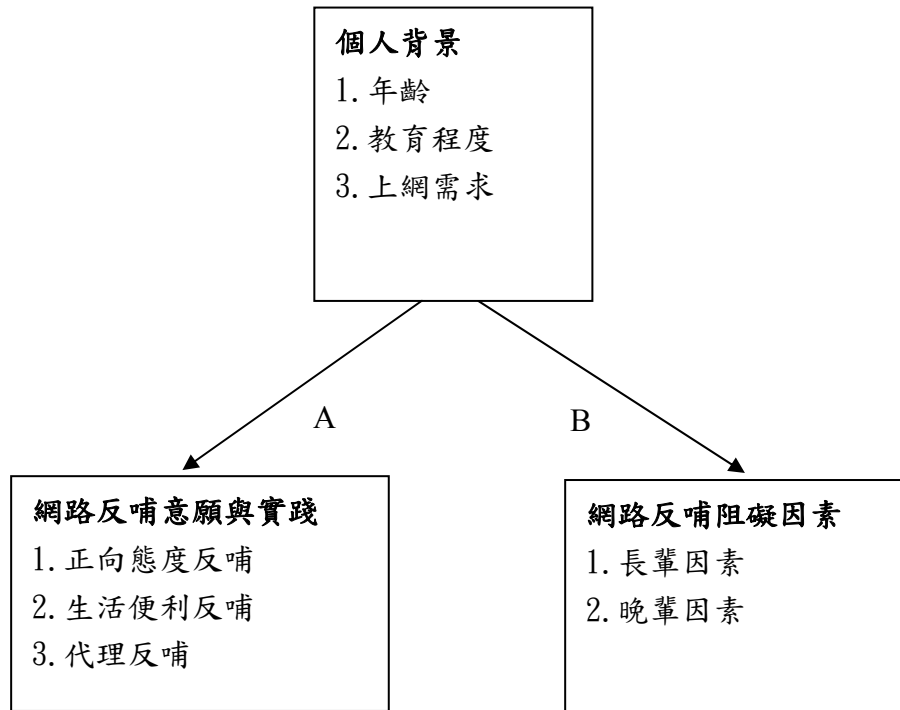 個人背景
1.年齡
2.教育程度
3.上網需求
A
B
網路反哺意願與實踐
1.正向態度反哺
2.生活便利反哺
3.代理反哺
網路反哺阻礙因素
1.長輩因素
2.晚輩因素